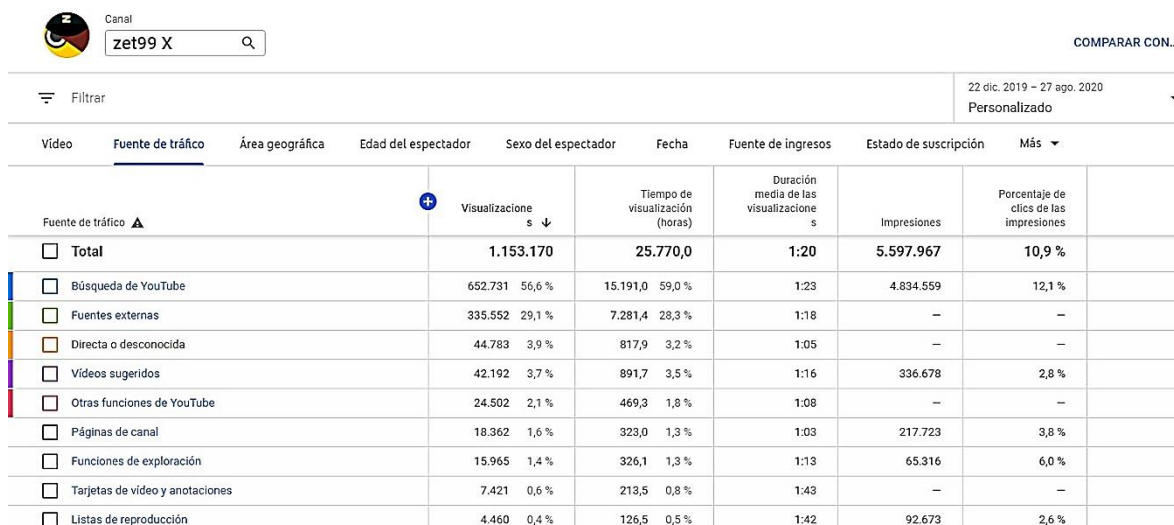 Z
Canal
zet99 X
COMPARAR CON..
Filtrar
22 dic. 2019 – 27 ago. 2020
Personalizado
Vídeo Fuente de tráfico Área geográfica Edad del espectador Sexo del espectador Fecha Fuente de ingresos Estado de suscripción Más
Fuente de tráfico
Visualizacione
s
Tiempo de
visualización
(horas)
Duración
media de las
visualizacione
s
Impresiones
Porcentaje de
clics de las
impresiones
Total 1.153.170 25.770,0 1:20 5.597.967 10,9 %
Búsqueda de YouTube 652.731 56,6 % 15.191,0 59,0 % 1:23 4.834.559 12,1 %
Fuentes externas 335.552 29,1 % 7.281,4 28,3 % 1:18 — —
Directa o desconocida 44.783 3,9 % 817,9 3,2 % 1:05 — —
Vídeos sugeridos 42.192 3,7 % 891,7 3,5 % 1:16 336.678 2,8 %
Otras funciones de YouTube 24.502 2,1 % 469,3 1,8 % 1:08 — —
Páginas de canal 18.362 1,6 % 323,0 1,3 % 1:03 217.723 3,8 %
Funciones de exploración 15.965 1,4 % 326,1 1,3 % 1:13 65.316 6,0 %
Tarjetas de vídeo y anotaciones 7.421 0,6 % 213,5 0,8 % 1:43 — —
Listas de reproducción 4.460 0,4 % 126,5 0,5 % 1:42 92.673 2,6 %